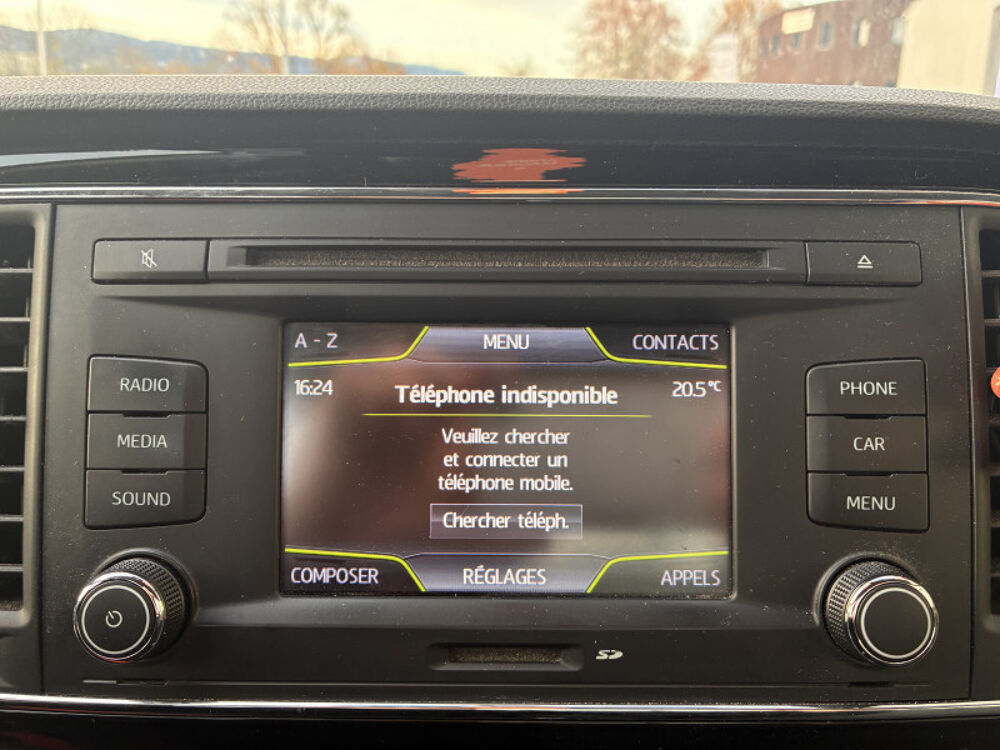 A - Z
MENU
CONTACTS
16:24
Téléphone indisponible
20.5°C
Veuillez chercher
et connecter un
téléphone mobile.
Chercher téléph.
COMPOSER
RÉGLAGES
APPELS
RADIO
MEDIA
SOUND
PHONE
CAR
MENU
SD